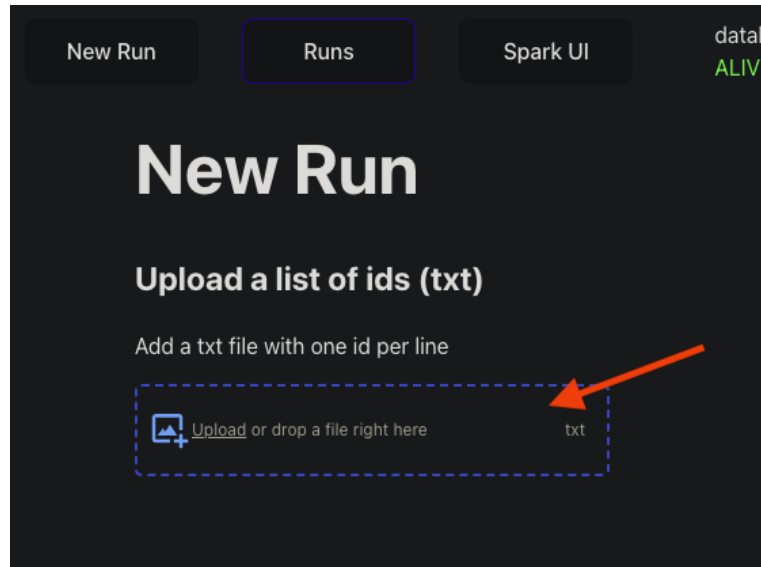 New Run
Runs
Spark UI
ALIV
New Run
Upload a list of ids (txt)
Add a txt file with one id per line
Upload or drop a file right here
txt